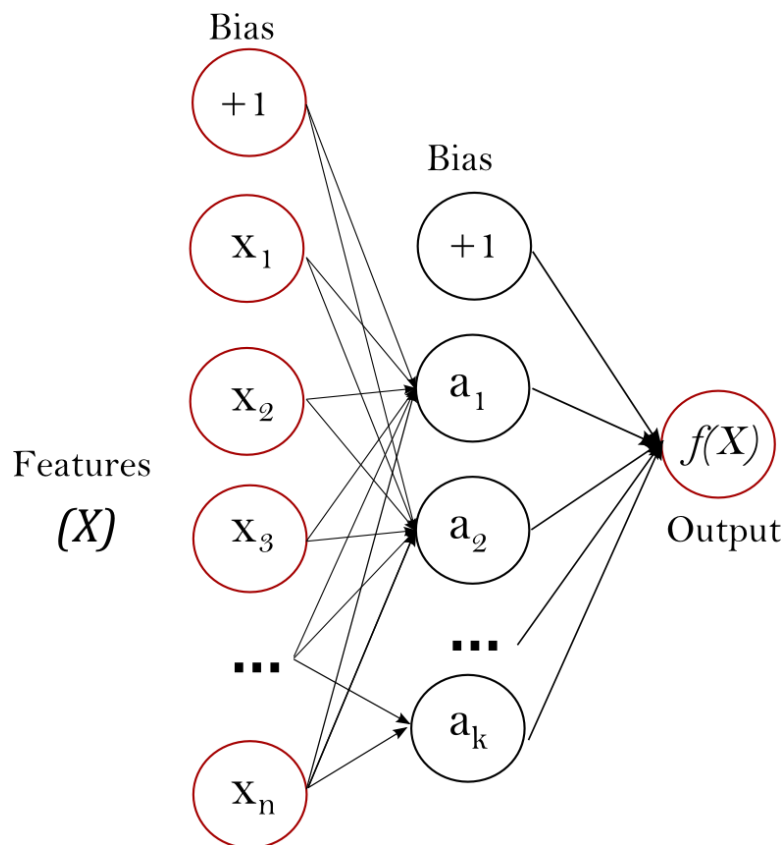 Bias
+1
Bias
x₁
+1
x₂
a₁
Features
(X)
f(X)
x₃
a₂
Output
...
...
aₖ
xₙ